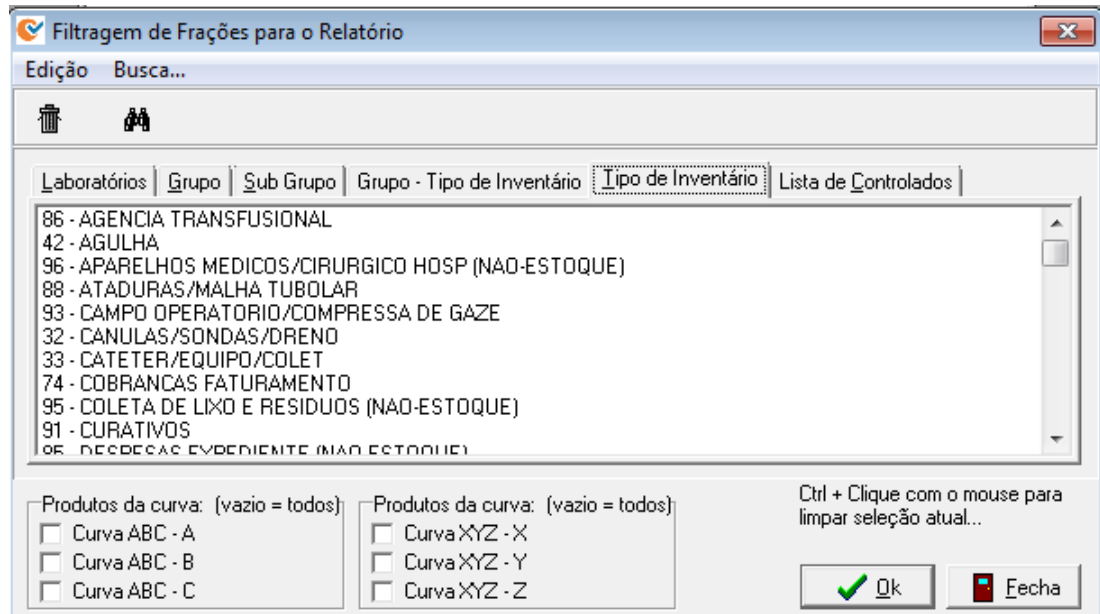 Filtragem de Frações para o Relatório
Edição Busca...
Laboratórios Grupo Sub Grupo Grupo - Tipo de Inventário Tipo de Inventário Lista de Controlados
86 - AGENCIA TRANSFUSIONAL
42 - AGULHA
96 - APARELHOS MEDICOS/CIRURGICO HOSP (NAO-ESTOQUE)
88 - ATADURAS/MALHA TUBOLAR
93 - CAMPO OPERATORIO/COMPRESSA DE GAZE
32 - CANULAS/SONDAS/DRENO
33 - CATETER/EQUIPO/COLET
74 - COBRANCAS FATURAMENTO
95 - COLETA DE LIXO E RESIDUOS (NAO-ESTOQUE)
91 - CURATIVOS
DESPESAS EXPEDIENTE (NAO ESTOQUE)
Produtos da curva: (vazio = todos)
Curva ABC - A
Curva ABC - B
Curva ABC - C
Produtos da curva: (vazio = todos)
Curva XYZ - X
Curva XYZ - Y
Curva XYZ - Z
Ctrl + Clique com o mouse para
limpar seleção atual...
Ok Fecha